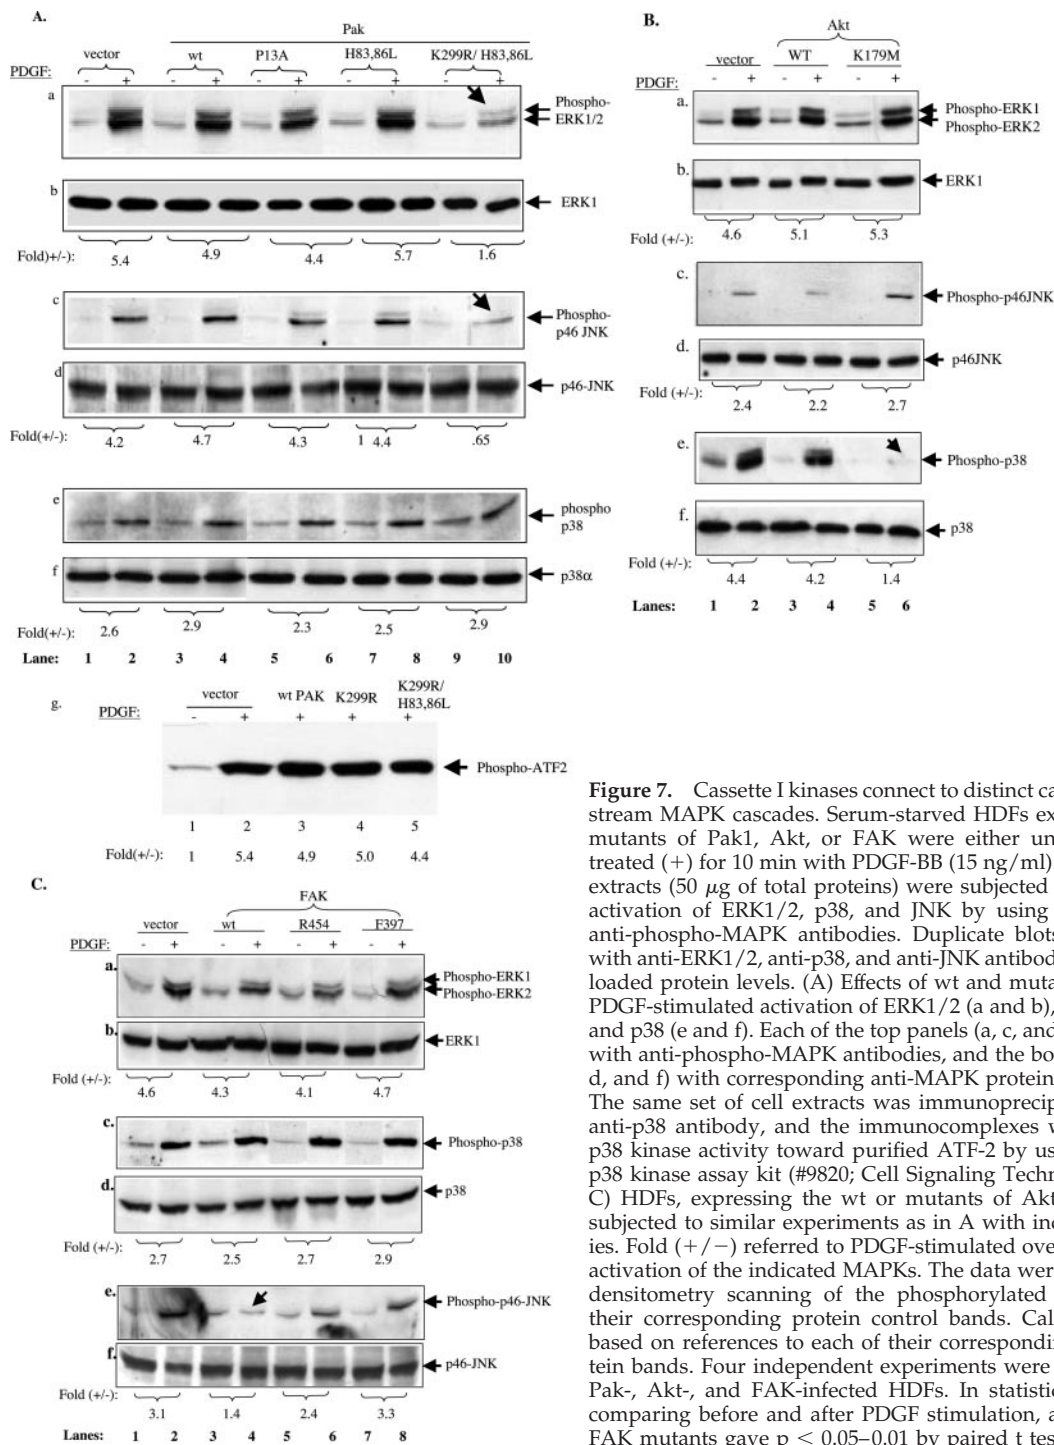 A.
Pak
vector wt P13A H83,86L K299R/ H83,86L
PDGF: - + - + - + - + - +
a
Phospho-
ERK1/2
b
ERK1
Fold)+/-): 5.4 4.9 4.4 5.7 1.6
c
Phospho-
p46 JNK
d
p46-JNK
Fold(+/-): 4.2 4.7 4.3 1 4.4 .65
e
phospho
p38
f
p38α
Fold(+/-): 2.6 2.9 2.3 2.5 2.9
Lane: 1 2 3 4 5 6 7 8 9 10
g.
vector wt PAK K299R K299R/
H83,86L
PDGF: - + + + +
Phospho-ATF2
1 2 3 4 5
Fold(+/-): 1 5.4 4.9 5.0 4.4
B.
Akt
vector WT K179M
PDGF: - + - + - +
a.
Phospho-ERK1
Phospho-ERK2
b.
ERK1
Fold (+/-): 4.6 5.1 5.3
c.
Phospho-p46JNK
d.
p46JNK
Fold(+/-): 2.4 2.2 2.7
e.
Phospho-p38
f.
p38
Fold (+/-): 4.4 4.2 1.4
Lanes: 1 2 3 4 5 6
C.
FAK
vector wt R454 F397
PDGF: - + - + - + - +
a.
Phospho-ERK1
Phospho-ERK2
b.
ERK1
Fold (+/-): 4.6 4.3 4.1 4.7
c.
Phospho-p38
d.
p38
Fold (+/-): 2.7 2.5 2.7 2.9
e.
Phospho-p46-JNK
f.
p46-JNK
Fold (+/-): 3.1 1.4 2.4 3.3
Lanes: 1 2 3 4 5 6 7 8
Figure 7. Cassette I kinases connect to distinct ca
stream MAPK cascades. Serum-starved HDFs ex
mutants of Pak1, Akt, or FAK were either un
treated (+) for 10 min with PDGF-BB (15 ng/ml)
extracts (50 μg of total proteins) were subjected
activation of ERK1/2, p38, and JNK by using
anti-phospho-MAPK antibodies. Duplicate blots
with anti-ERK1/2, anti-p38, and anti-JNK antibod
loaded protein levels. (A) Effects of wt and muta
PDGF-stimulated activation of ERK1/2 (a and b),
and p38 (e and f). Each of the top panels (a, c, and
with anti-phospho-MAPK antibodies, and the bo
d, and f) with corresponding anti-MAPK protein
The same set of cell extracts was immunoprecip
anti-p38 antibody, and the immunocomplexes w
p38 kinase activity toward purified ATF-2 by us
p38 kinase assay kit (#9820; Cell Signaling Techn
C) HDFs, expressing the wt or mutants of Akt
subjected to similar experiments as in A with ind
ies. Fold (+/−) referred to PDGF-stimulated ove
activation of the indicated MAPKs. The data were
densitometry scanning of the phosphorylated
their corresponding protein control bands. Cal
based on references to each of their correspondi
tein bands. Four independent experiments were
Pak-, Akt-, and FAK-infected HDFs. In statistic
comparing before and after PDGF stimulation, a
FAK mutants gave p < 0.05–0.01 by paired t tes